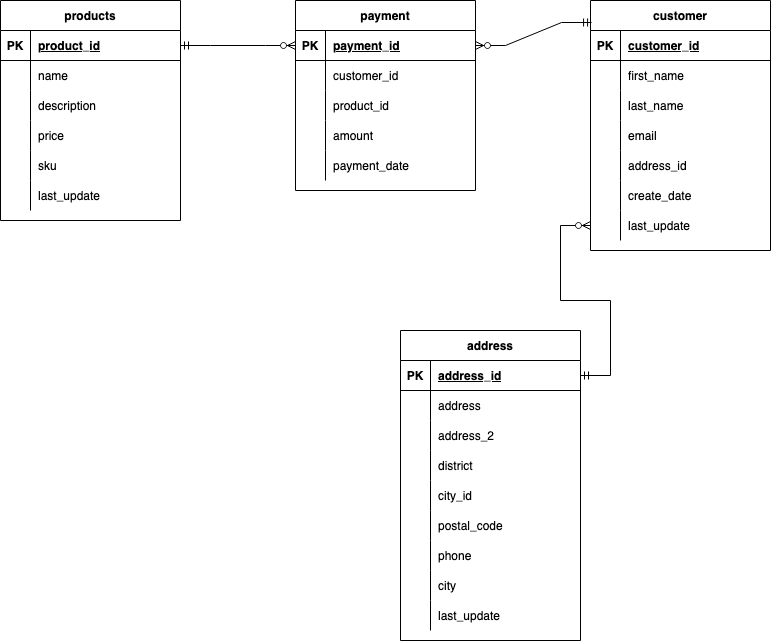 products
PK product_id
name
description
price
sku
last_update
payment
PK payment_id
customer_id
product_id
amount
payment_date
customer
PK customer_id
first_name
last_name
email
address_id
create_date
last_update
address
PK address_id
address
address_2
district
city_id
postal_code
phone
city
last_update